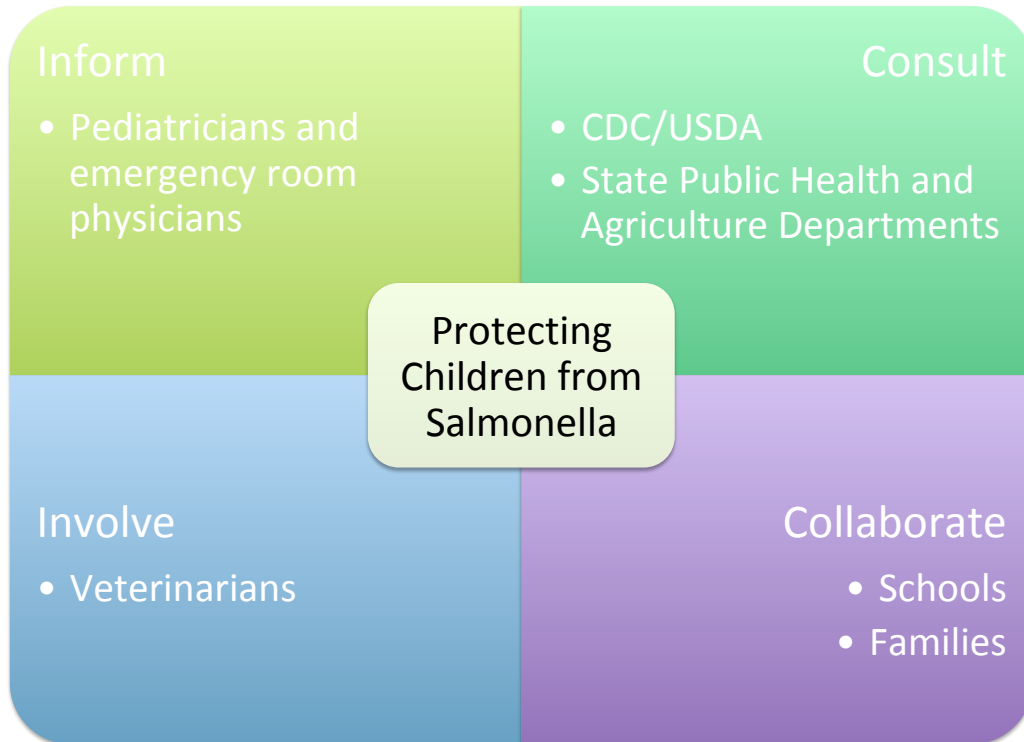 Inform
• Pediatricians and
emergency room
physicians
Consult
• CDC/USDA
• State Public Health and
Agriculture Departments
Protecting
Children from
Salmonella
Involve
• Veterinarians
Collaborate
• Schools
• Families